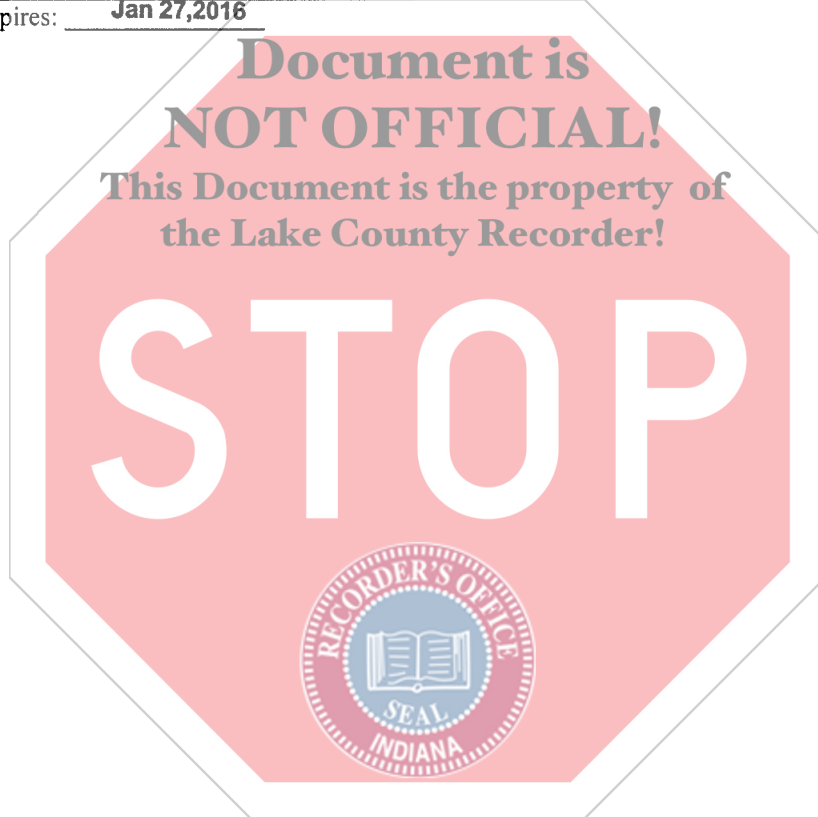 pires: Jan 27,2016
Document is
NOT OFFICIAL!
This Document is the property of
the Lake County Recorder!
STOP
RECORDER'S OFFICE
SEAL
INDIANA